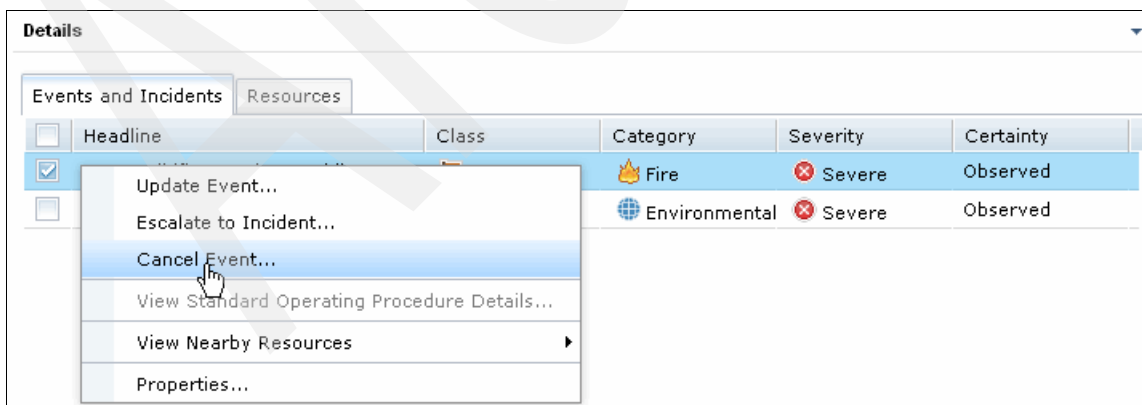 Details
Events and Incidents Resources
Headline Class Category Severity Certainty
Fire Severe Observed
Update Event...
Environmental Severe Observed
Escalate to Incident...
Cancel Event...
View Standard Operating Procedure Details...
View Nearby Resources
Properties...